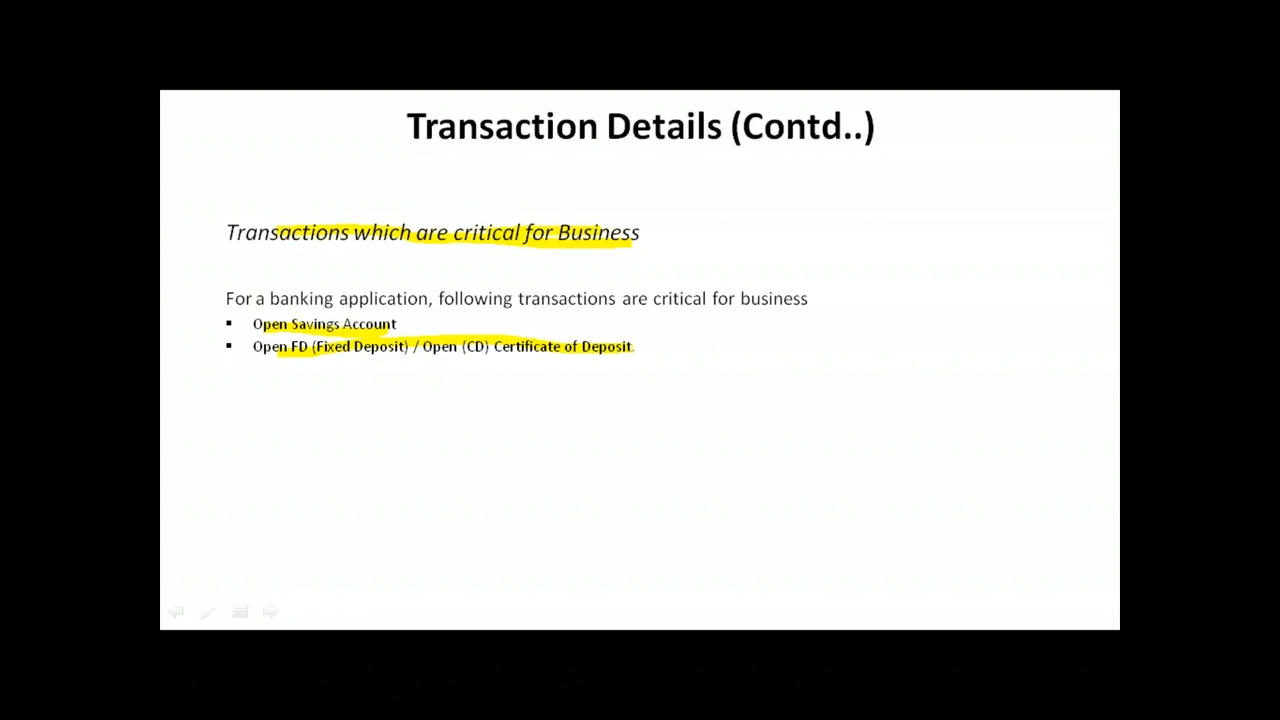 Transaction Details (Contd..)
Transactions which are critical for Business
For a banking application, following transactions are critical for business
▪ Open Savings Account
▪ Open FD (Fixed Deposit) / Open (CD) Certificate of Deposit.